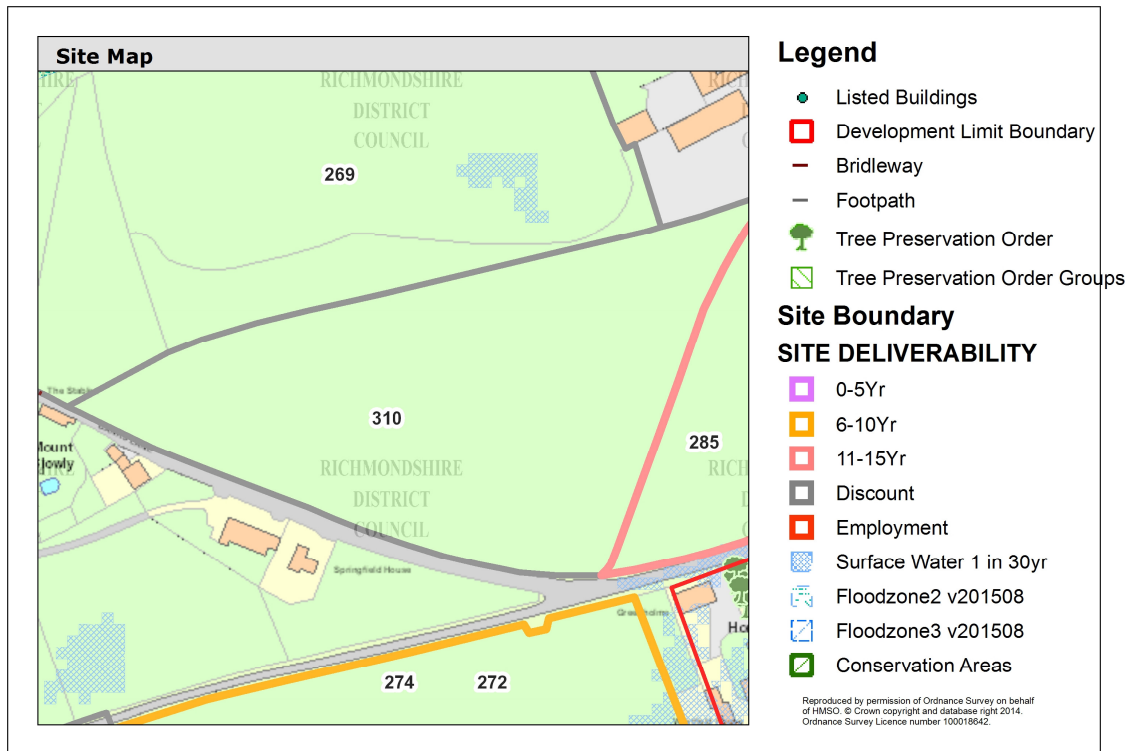 Site Map
RICHMONDSHIRE
DISTRICT
COUNCIL
269
310
285
Mount
RICHMONDSHIRE
DISTRICT
COUNCIL
Springfield House
274
272
Legend
Listed Buildings
Development Limit Boundary
Bridleway
Footpath
Tree Preservation Order
Tree Preservation Order Groups
Site Boundary
SITE DELIVERABILITY
0-5Yr
6-10Yr
11-15Yr
Discount
Employment
Surface Water 1 in 30yr
Floodzone2 v201508
Floodzone3 v201508
Conservation Areas
Reproduced by permission of Ordnance Survey on behalf
of HMSO. © Crown copyright and database right 2014.
Ordnance Survey Licence number 100018642.